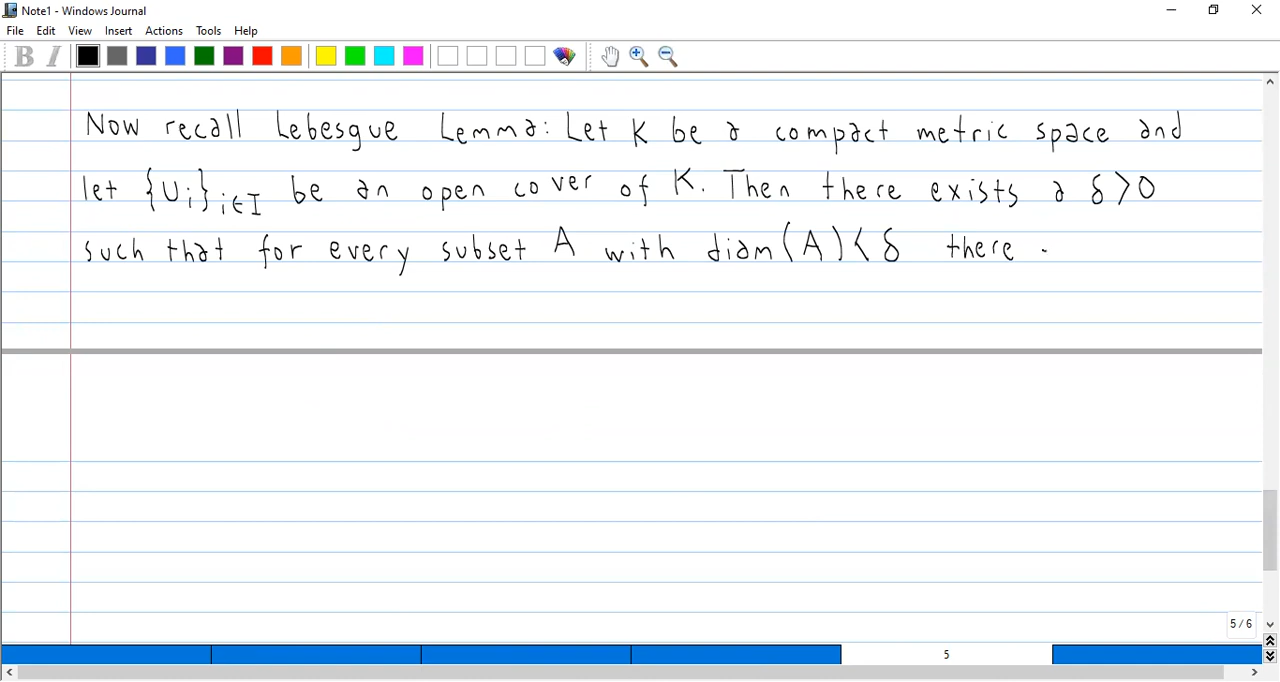 Note1 - Windows Journal
File Edit View Insert Actions Tools Help
B I
Now recall Lebesgue Lemma: Let K be a compact metric space and
let {Ui}i∈I be an open cover of K. Then there exists a δ>0
such that for every subset A with diam(A)<δ there
5/6
5